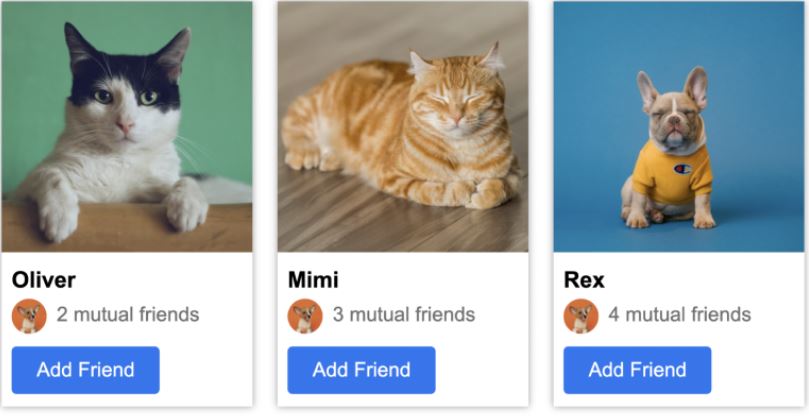 Oliver
2 mutual friends
Add Friend
Mimi
3 mutual friends
Add Friend
Rex
4 mutual friends
Add Friend